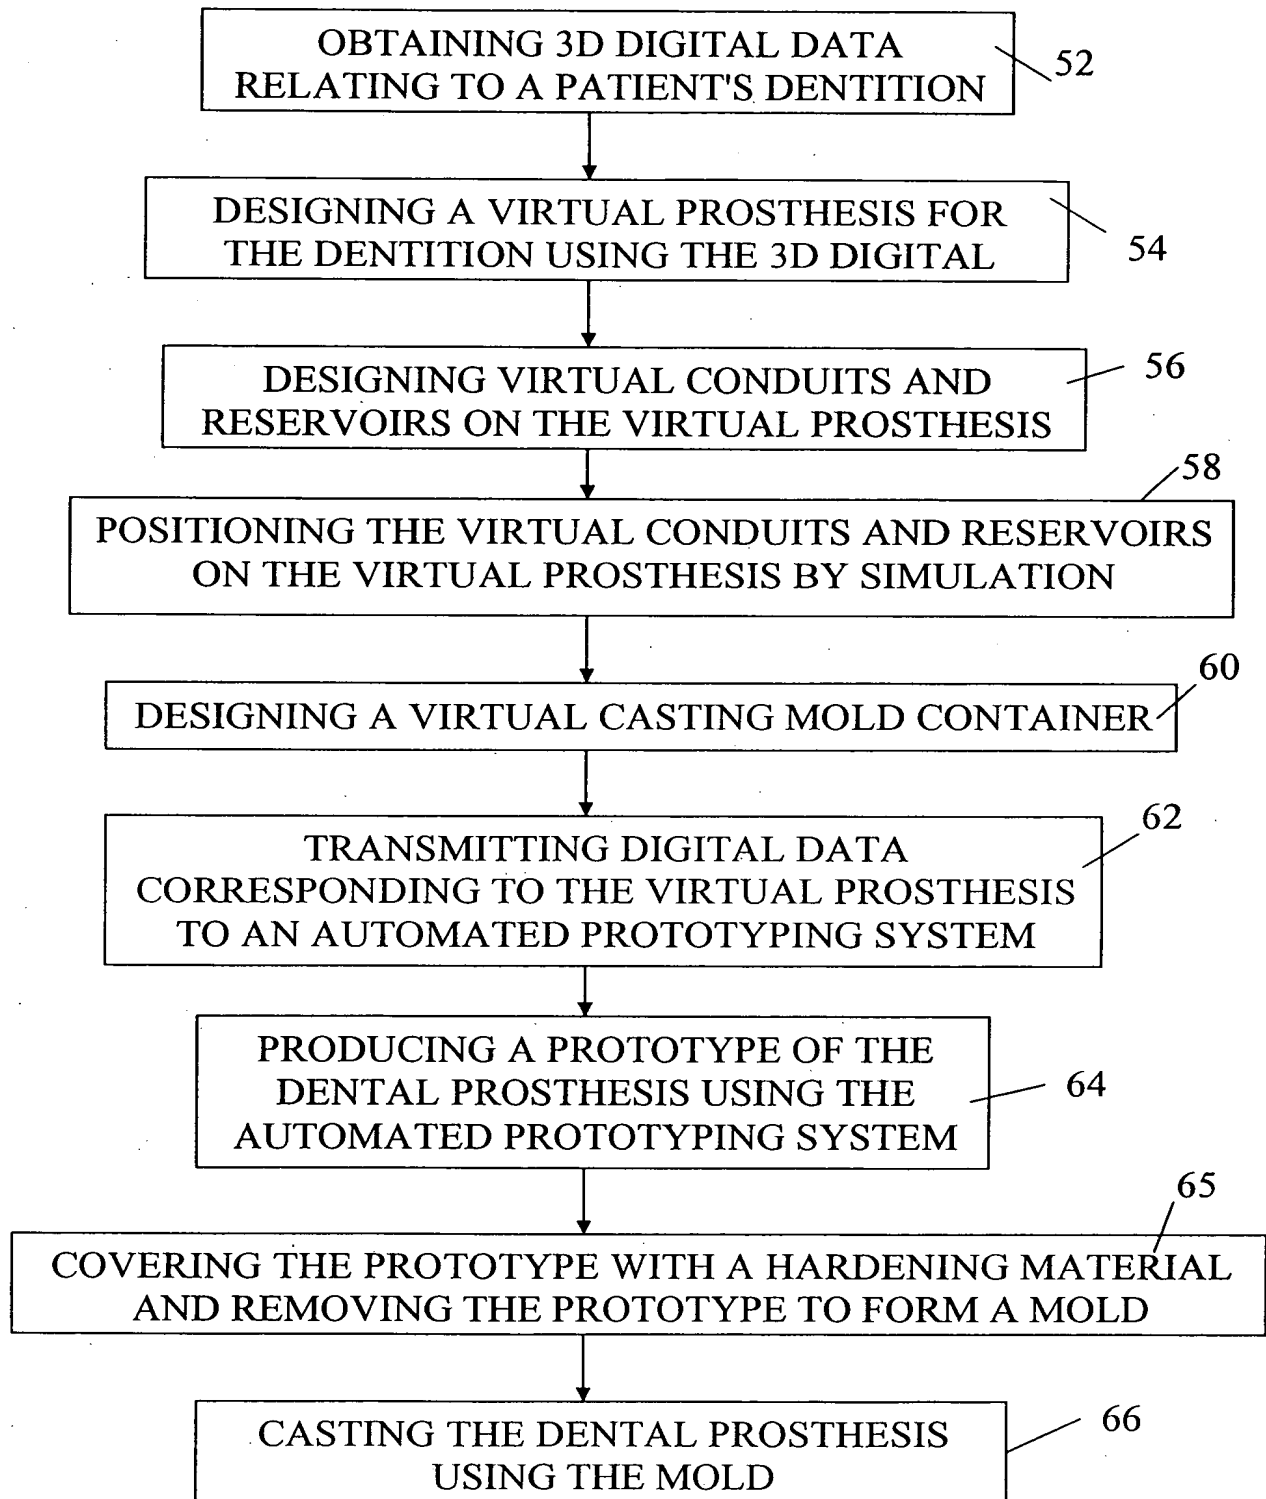 OBTAINING 3D DIGITAL DATA
RELATING TO A PATIENT'S DENTITION
52
DESIGNING A VIRTUAL PROSTHESIS FOR
THE DENTITION USING THE 3D DIGITAL
54
DESIGNING VIRTUAL CONDUITS AND
RESERVOIRS ON THE VIRTUAL PROSTHESIS
56
58
POSITIONING THE VIRTUAL CONDUITS AND RESERVOIRS
ON THE VIRTUAL PROSTHESIS BY SIMULATION
60
DESIGNING A VIRTUAL CASTING MOLD CONTAINER
62
TRANSMITTING DIGITAL DATA
CORRESPONDING TO THE VIRTUAL PROSTHESIS
TO AN AUTOMATED PROTOTYPING SYSTEM
PRODUCING A PROTOTYPE OF THE
DENTAL PROSTHESIS USING THE
AUTOMATED PROTOTYPING SYSTEM
64
65
COVERING THE PROTOTYPE WITH A HARDENING MATERIAL
AND REMOVING THE PROTOTYPE TO FORM A MOLD
CASTING THE DENTAL PROSTHESIS
USING THE MOLD
66